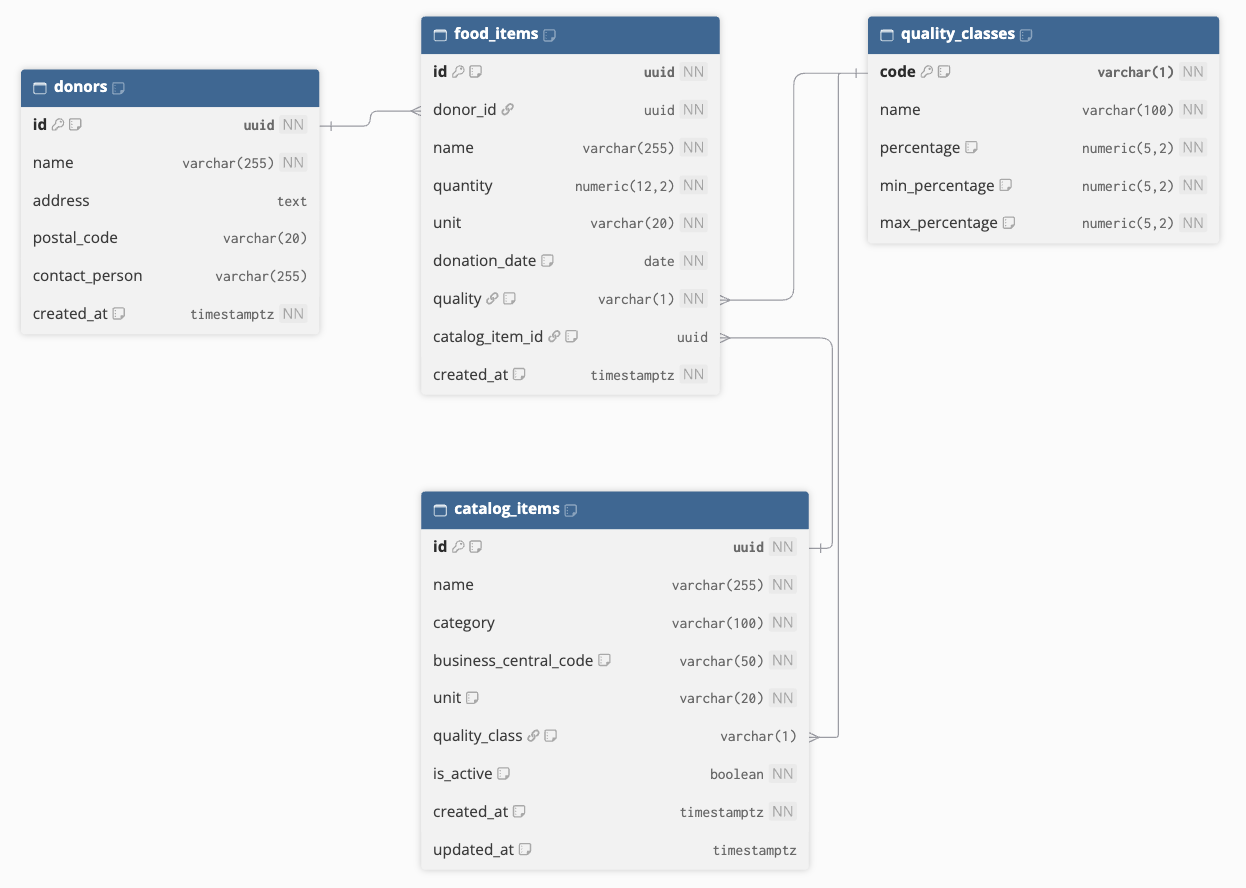 donors
id uuid NN
name varchar(255) NN
address text
postal_code varchar(20)
contact_person varchar(255)
created_at timestamptz NN
food_items
id uuid NN
donor_id uuid NN
name varchar(255) NN
quantity numeric(12,2) NN
unit varchar(20) NN
donation_date date NN
quality varchar(1) NN
catalog_item_id uuid
created_at timestamptz NN
quality_classes
code varchar(1) NN
name varchar(100) NN
percentage numeric(5,2) NN
min_percentage numeric(5,2) NN
max_percentage numeric(5,2) NN
catalog_items
id uuid NN
name varchar(255) NN
category varchar(100) NN
business_central_code varchar(50) NN
unit varchar(20) NN
quality_class varchar(1)
is_active boolean NN
created_at timestamptz NN
updated_at timestamptz